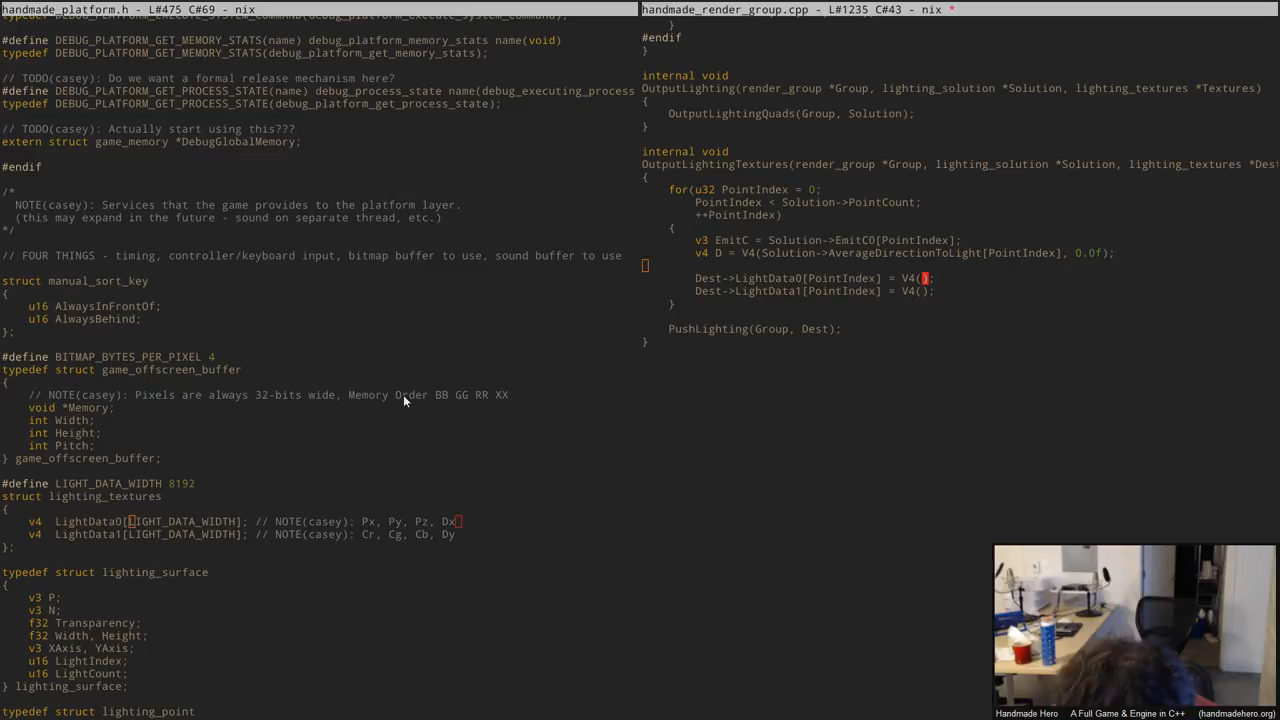 handmade_platform.h - L#475 C#69 - nix
typedef DEBUG_PLATFORM_EXECUTE_SYSTEM_COMMAND(debug_platform_execute_system_command);
#define DEBUG_PLATFORM_GET_MEMORY_STATS(name) debug_platform_memory_stats name(void)
typedef DEBUG_PLATFORM_GET_MEMORY_STATS(debug_platform_get_memory_stats);
// TODO(casey): Do we want a formal release mechanism here?
#define DEBUG_PLATFORM_GET_PROCESS_STATE(name) debug_process_state name(debug_executing_process
typedef DEBUG_PLATFORM_GET_PROCESS_STATE(debug_platform_get_process_state);
// TODO(casey): Actually start using this???
extern struct game_memory *DebugGlobalMemory;
#endif
/*
NOTE(casey): Services that the game provides to the platform layer.
(this may expand in the future - sound on separate thread, etc.)
*/
// FOUR THINGS - timing, controller/keyboard input, bitmap buffer to use, sound buffer to use
struct manual_sort_key
{
u16 AlwaysInFrontOf;
u16 AlwaysBehind;
};
#define BITMAP_BYTES_PER_PIXEL 4
typedef struct game_offscreen_buffer
{
// NOTE(casey): Pixels are always 32-bits wide, Memory Order BB GG RR XX
void *Memory;
int Width;
int Height;
int Pitch;
} game_offscreen_buffer;
#define LIGHT_DATA_WIDTH 8192
struct lighting_textures
{
v4 LightData0[LIGHT_DATA_WIDTH]; // NOTE(casey): Px, Py, Pz, Dx
v4 LightData1[LIGHT_DATA_WIDTH]; // NOTE(casey): Cr, Cg, Cb, Dy
};
typedef struct lighting_surface
{
v3 P;
v3 N;
f32 Transparency;
f32 Width, Height;
v3 XAxis, YAxis;
u16 LightIndex;
u16 LightCount;
} lighting_surface;
typedef struct lighting_point
handmade_render_group.cpp - L#1235 C#43 - nix *
}
#endif
}
internal void
OutputLighting(render_group *Group, lighting_solution *Solution, lighting_textures *Textures)
{
OutputLightingQuads(Group, Solution);
}
internal void
OutputLightingTextures(render_group *Group, lighting_solution *Solution, lighting_textures *Dest
{
for(u32 PointIndex = 0;
PointIndex < Solution->PointCount;
++PointIndex)
{
v3 EmitC = Solution->EmitC0[PointIndex];
v4 D = V4(Solution->AverageDirectionToLight[PointIndex], 0.0f);
Dest->LightData0[PointIndex] = V4();
Dest->LightData1[PointIndex] = V4();
}
PushLighting(Group, Dest);
}
Handmade Hero A Full Game & Engine in C++ (handmadehero.org)